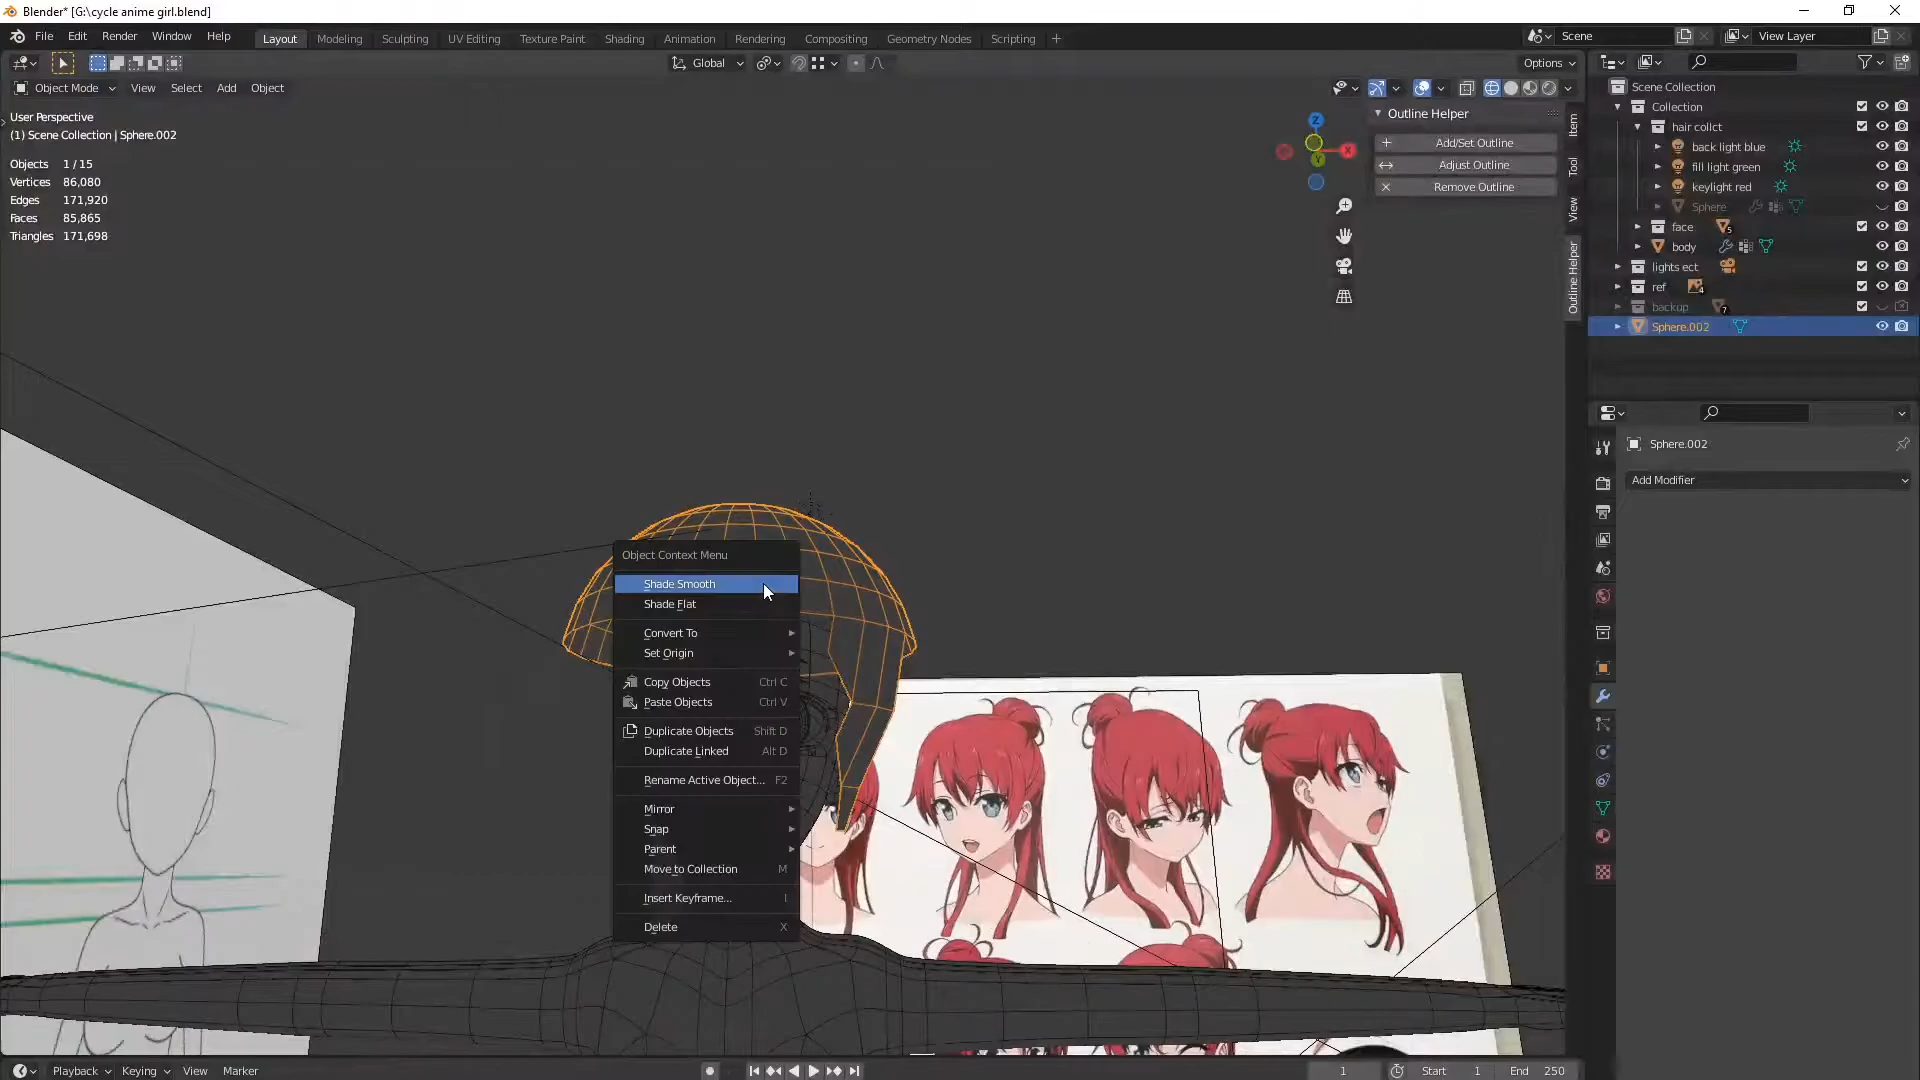 Blender* [G:\cycle anime girl.blend]
File Edit Render Window Help
Layout Modeling Sculpting UV Editing Texture Paint Shading Animation Rendering Compositing Geometry Nodes Scripting
Scene
View Layer
Global
Options
Object Mode View Select Add Object
User Perspective
(1) Scene Collection | Sphere.002
Objects 1 / 15
Vertices 86,080
Edges 171,920
Faces 85,865
Triangles 171,698
Z
X
Y
Outline Helper
Add/Set Outline
Adjust Outline
Remove Outline
Item
Tool
View
Outline Helper
Scene Collection
Collection
hair collct
back light blue
fill light green
keylight red
Sphere
face 5
body
lights ect
ref 4
backup 7
Sphere.002
Sphere.002
Add Modifier
Object Context Menu
Shade Smooth
Shade Flat
Convert To
Set Origin
Copy Objects Ctrl C
Paste Objects Ctrl V
Duplicate Objects Shift D
Duplicate Linked Alt D
Rename Active Object... F2
Mirror
Snap
Parent
Move to Collection M
Insert Keyframe... I
Delete X
Playback Keying View Marker
1 Start 1 End 250